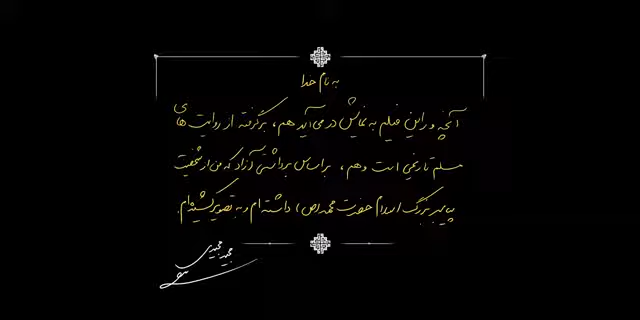 به نام خدا
آنچه در این فیلم به نمایش در می‌آید هم، برگرفته از روایت های
مسلم تاریخی است و هم، بر اساس برداشتی آزاد که من از شخصیت
پیامبر بزرگ اسلام حضرت محمد (ص) داشته ام و به تصویر کشیده ام.
مجید مجیدی